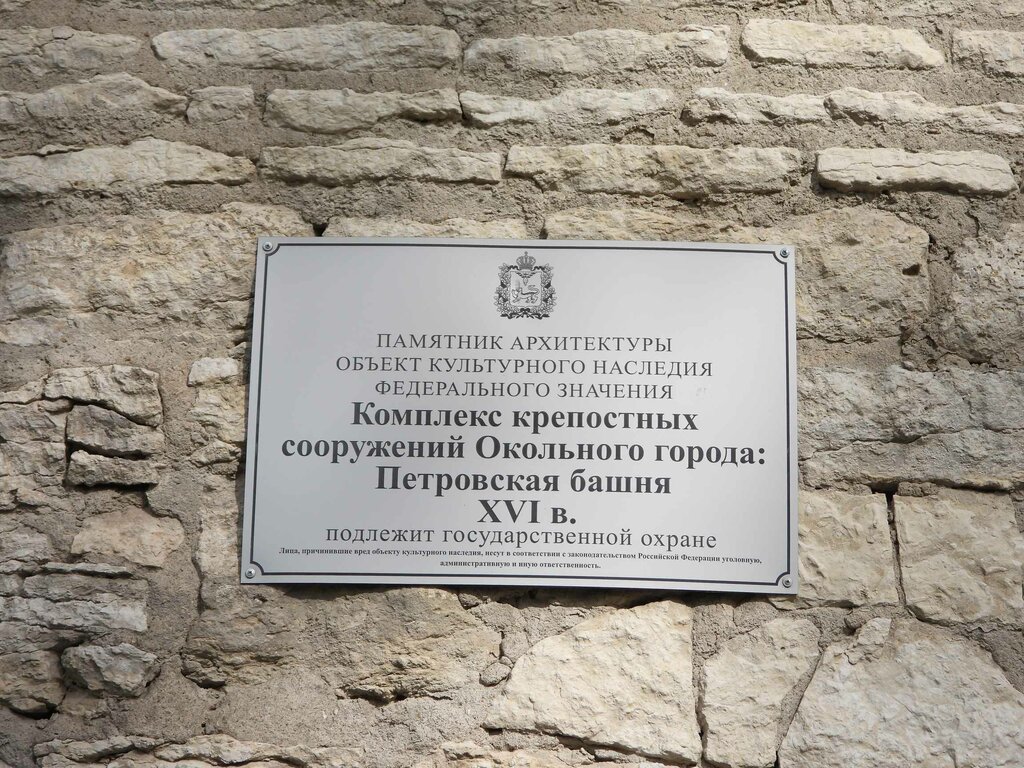 ПАМЯТНИК АРХИТЕКТУРЫ
ОБЪЕКТ КУЛЬТУРНОГО НАСЛЕДИЯ
ФЕДЕРАЛЬНОГО ЗНАЧЕНИЯ
Комплекс крепостных
сооружений Окольного города:
Петровская башня
XVI в.
подлежит государственной охране
Лица, причинившие вред объекту культурного наследия, несут в соответствии с законодательством Российской Федерации уголовную,
административную и иную ответственность.